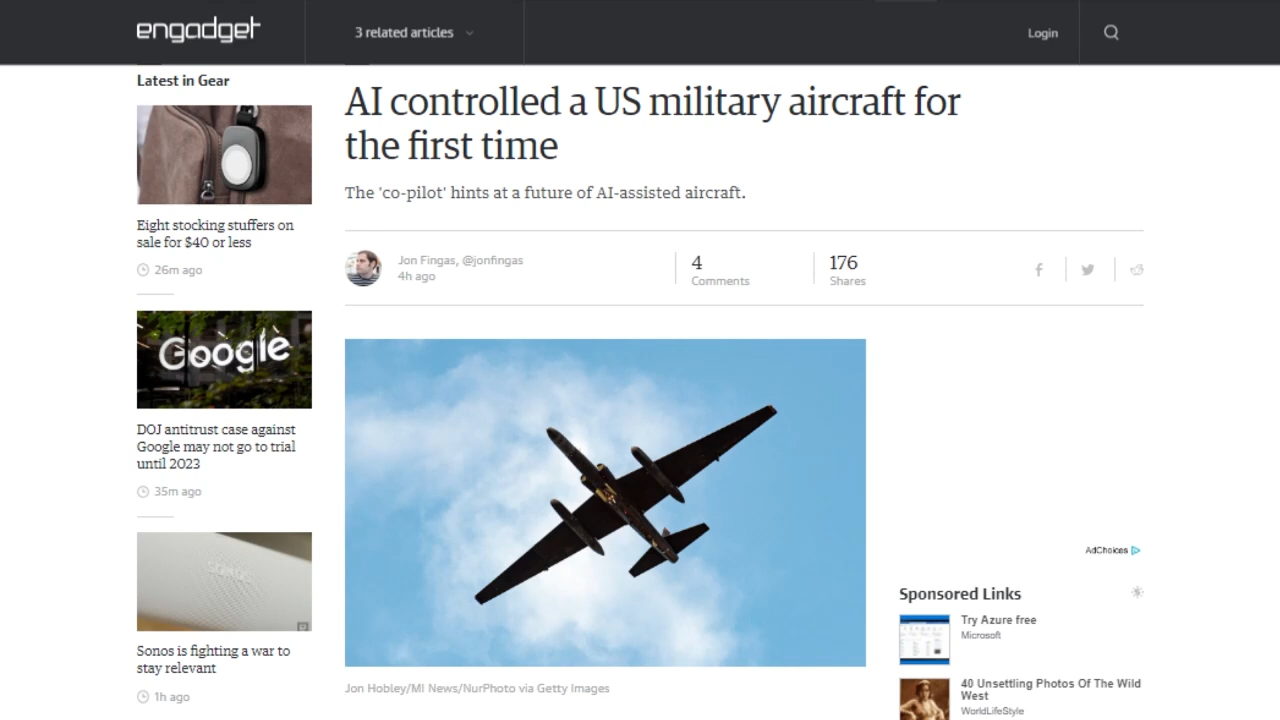 engadget
3 related articles
Login
Latest in Gear
Eight stocking stuffers on
sale for $40 or less
26m ago
Google
DOJ antitrust case against
Google may not go to trial
until 2023
35m ago
SONOS
Sonos is fighting a war to
stay relevant
1h ago
AI controlled a US military aircraft for
the first time
The 'co-pilot' hints at a future of AI-assisted aircraft.
Jon Fingas, @jonfingas
4h ago
4
Comments
176
Shares
Jon Hobley/MI News/NurPhoto via Getty Images
AdChoices
Sponsored Links
Try Azure free
Microsoft
40 Unsettling Photos Of The Wild
West
WorldLifeStyle